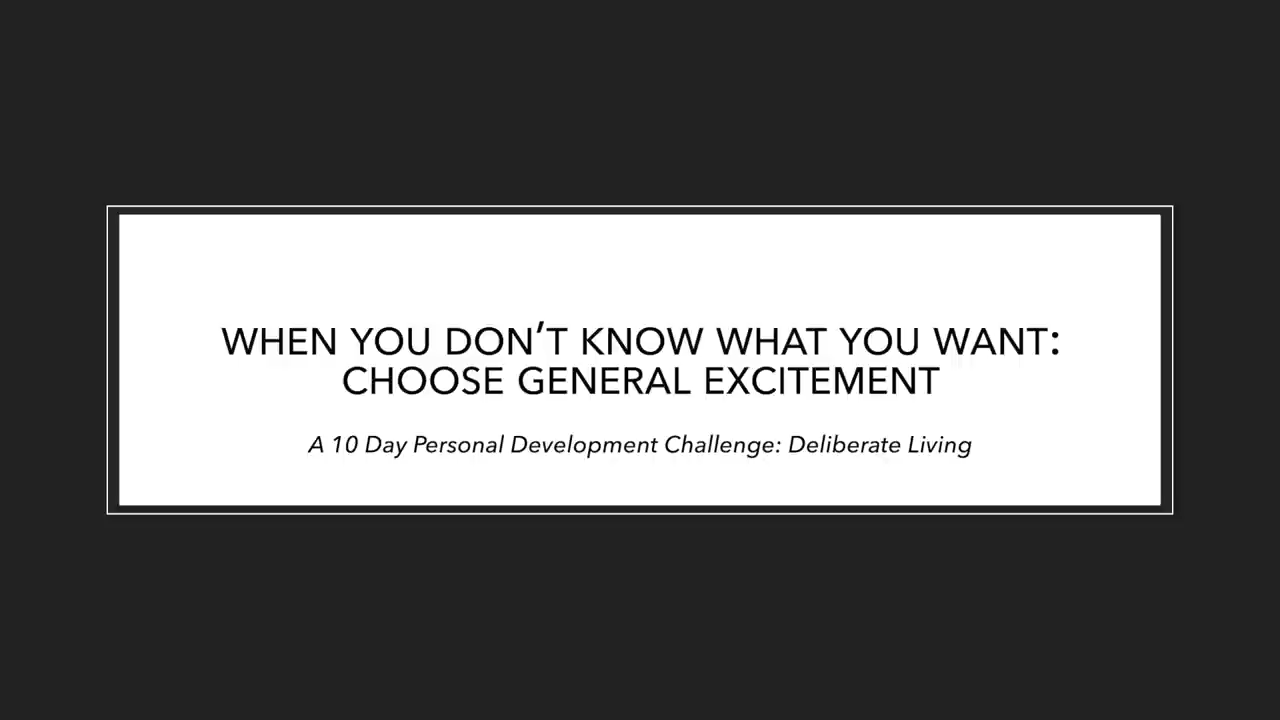 WHEN YOU DON'T KNOW WHAT YOU WANT:
CHOOSE GENERAL EXCITEMENT
A 10 Day Personal Development Challenge: Deliberate Living